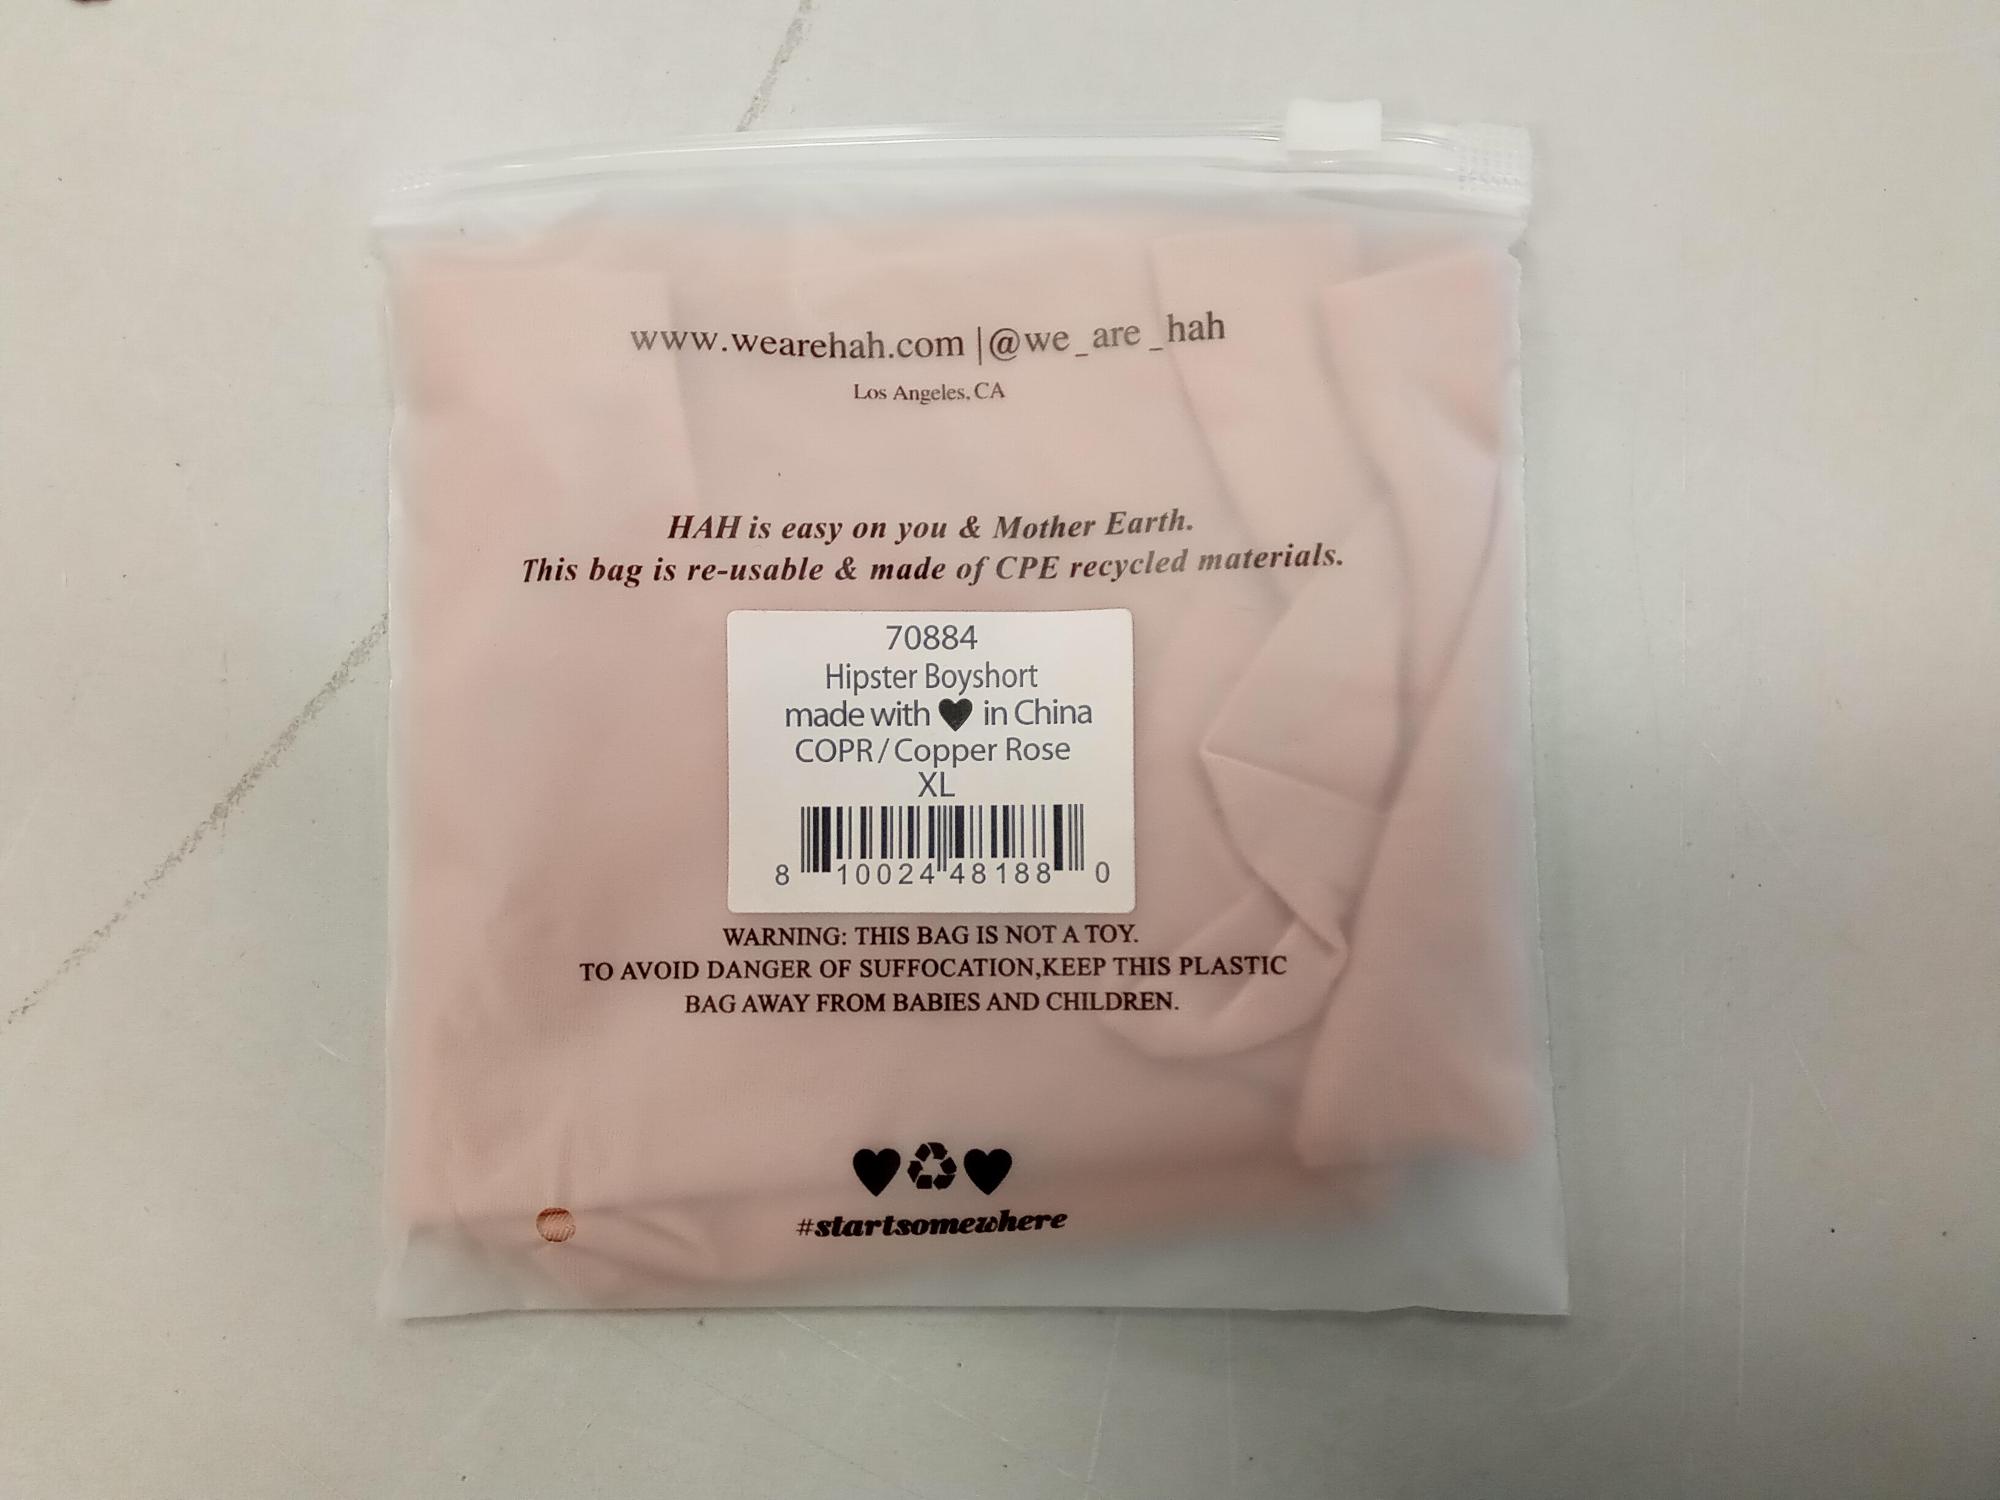 www.wearehah.com |@we_are_hah
Los Angeles, CA
HAH is easy on you & Mother Earth.
This bag is re-usable & made of CPE recycled materials.
70884
Hipster Boyshort
made with ♥ in China
COPR / Copper Rose
XL
8 10024 48188 0
WARNING: THIS BAG IS NOT A TOY.
TO AVOID DANGER OF SUFFOCATION,KEEP THIS PLASTIC
BAG AWAY FROM BABIES AND CHILDREN.
#startsomewhere